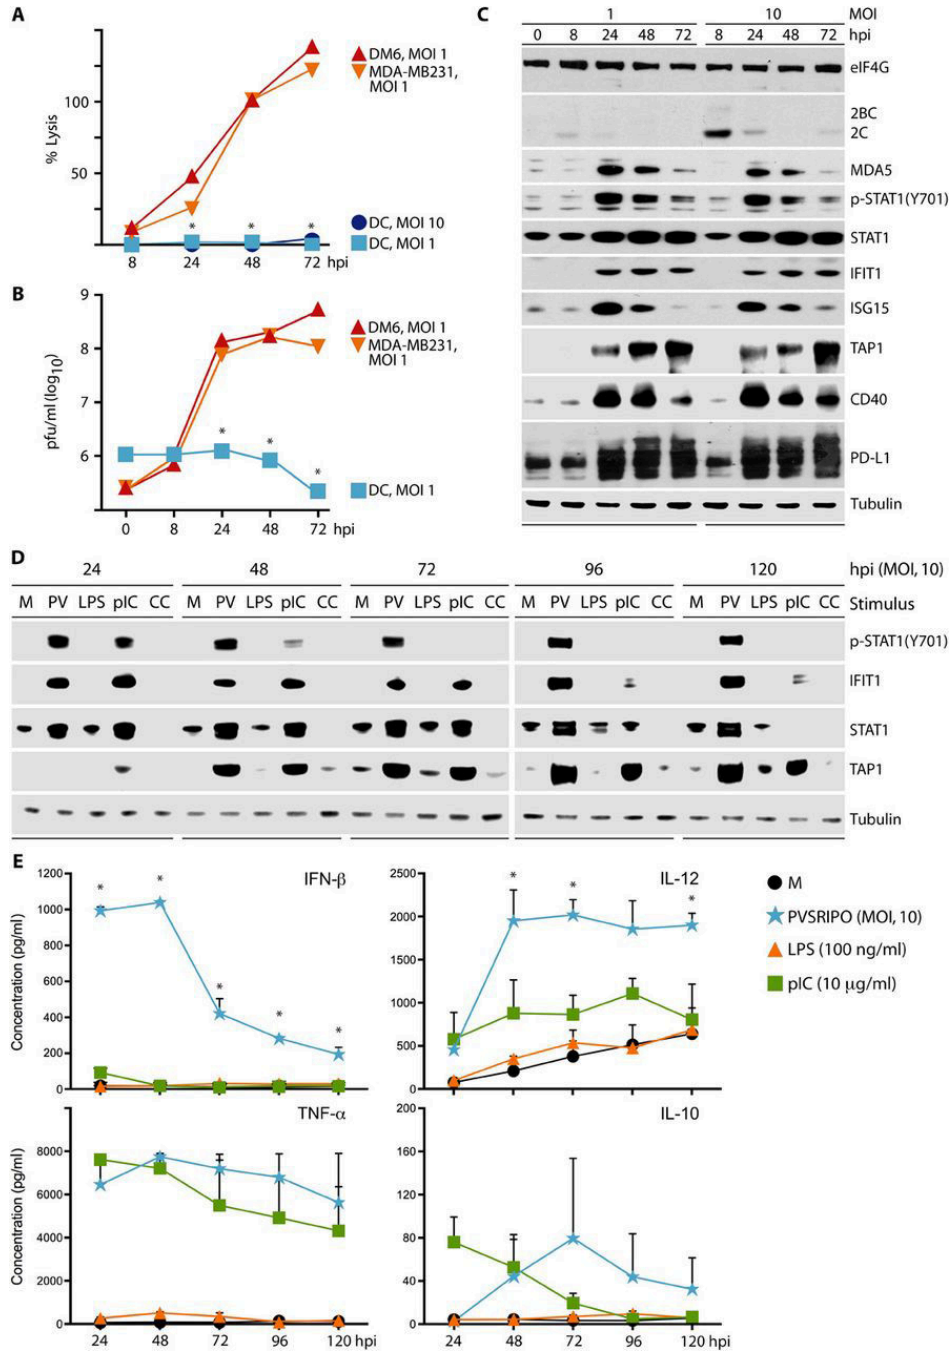 A
% Lysis
100
50
8 24 48 72 hpi
* * * *
DM6, MOI 1
MDA-MB231,
MOI 1
DC, MOI 10
DC, MOI 1
B
pfu/ml (log10)
9
8
7
6
0 8 24 48 72 hpi
* * *
DM6, MOI 1
MDA-MB231,
MOI 1
DC, MOI 1
C
1 10 MOI
0 8 24 48 72 8 24 48 72 hpi
eIF4G
2BC
2C
MDA5
p-STAT1(Y701)
STAT1
IFIT1
ISG15
TAP1
CD40
PD-L1
Tubulin
D
24 48 72 96 120 hpi (MOI, 10)
M PV LPS pIC CC M PV LPS pIC CC M PV LPS pIC CC M PV LPS pIC CC M PV LPS pIC CC Stimulus
p-STAT1(Y701)
IFIT1
STAT1
TAP1
Tubulin
E
IFN-β
Concentration (pg/ml)
1200
1000
800
600
400
200
0
* * * * *
IL-12
2500
2000
1500
1000
500
0
* * *
M
PVSRIPO (MOI, 10)
LPS (100 ng/ml)
pIC (10 μg/ml)
TNF-α
Concentration (pg/ml)
8000
6000
4000
2000
0
24 48 72 96 120 hpi
IL-10
200
160
120
80
40
0
24 48 72 96 120 hpi